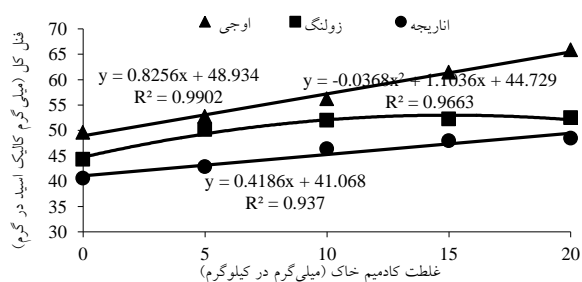 اوجی
زولنگ
اناریجه
فنل کل (میلی‌گرم گالیک اسید در گرم)
70
65
60
55
50
45
40
35
30
y = 0.8256x + 48.934
R² = 0.9902
y = -0.0368x² + 1.1036x + 44.729
R² = 0.9663
y = 0.4186x + 41.068
R² = 0.937
0
5
10
15
20
غلظت کادمیم خاک (میلی‌گرم در کیلوگرم)